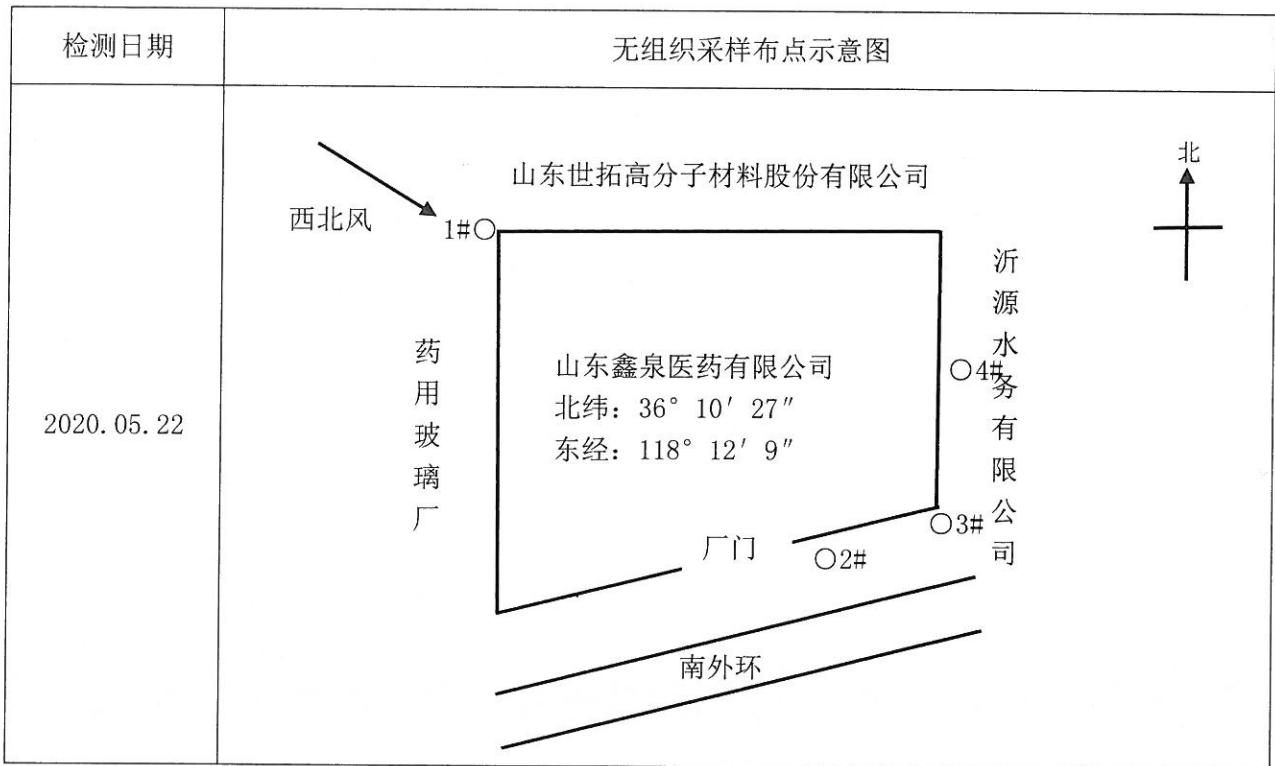 检测日期
无组织采样布点示意图
2020.05.22
山东世拓高分子材料股份有限公司
北
西北风
1#
药用玻璃厂
山东鑫泉医药有限公司
北纬：36° 10′ 27″
东经：118° 12′ 9″
沂源水务有限公司
4#
3#
厂门
2#
南外环